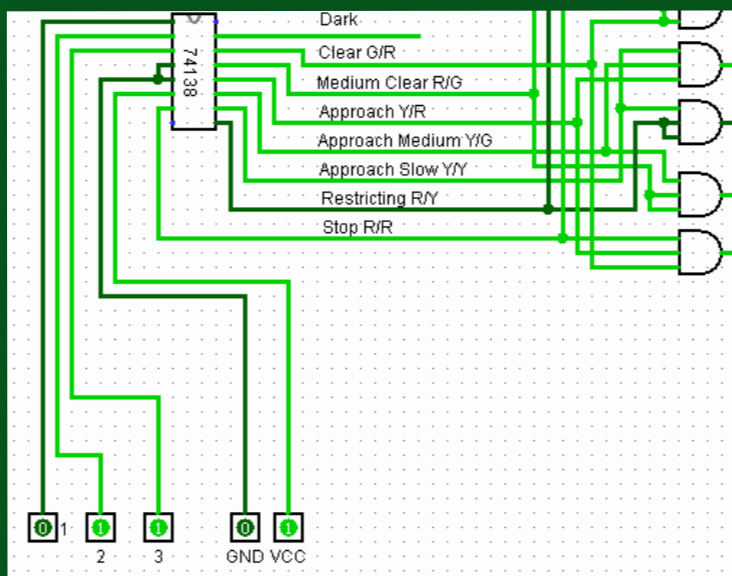 Dark
Clear G/R
74138
Medium Clear R/G
Approach Y/R
Approach Medium Y/G
Approach Slow Y/Y
Restricting R/Y
Stop R/R
0 1
1
1
0
1
2
3
GND
VCC